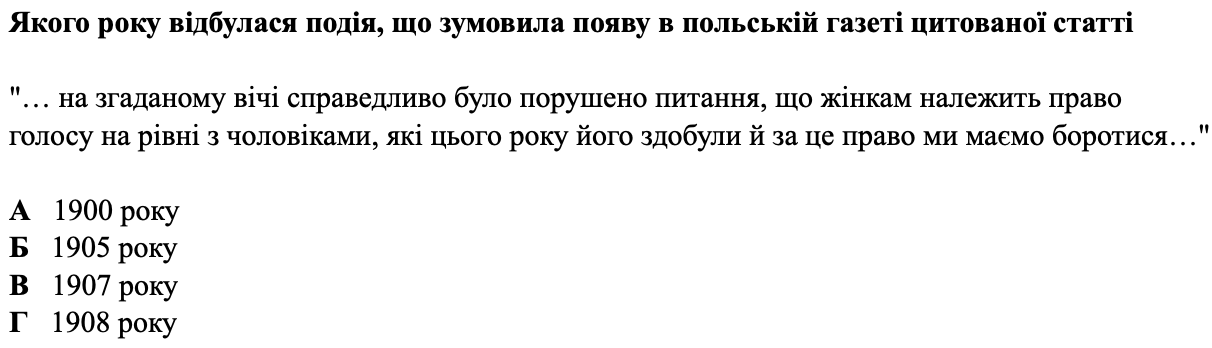 Якого року відбулася подія, що зумовила появу в польській газеті цитованої статті
"… на згаданому вічі справедливо було порушено питання, що жінкам належить право
голосу на рівні з чоловіками, які цього року його здобули й за це право ми маємо боротися…"
А 1900 року
Б 1905 року
В 1907 року
Г 1908 року